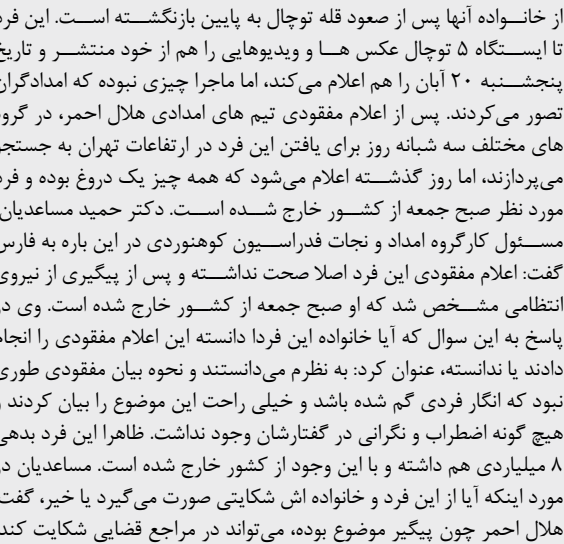 از خانواده آنها پس از صعود قله توچال به پایین بازنگشته است. این فرد
تا ایستگاه ۵ توچال عکس ها و ویدیوهایی را هم از خود منتشر و تاریخ
پنجشنبه ۲۰ آبان را هم اعلام می‌کند، اما ماجرا چیزی نبوده که امدادگران
تصور می‌کردند. پس از اعلام مفقودی تیم های امدادی هلال احمر، در گروه
های مختلف سه شبانه روز برای یافتن این فرد در ارتفاعات تهران به جستجو
می‌پردازند، اما روز گذشته اعلام می‌شود که همه چیز یک دروغ بوده و فرد
مورد نظر صبح جمعه از کشور خارج شده است. دکتر حمید مساعدیان
مسئول کارگروه امداد و نجات فدراسیون کوهنوردی در این باره به فارس
گفت: اعلام مفقودی این فرد اصلا صحت نداشته و پس از پیگیری از نیروی
انتظامی مشخص شد که او صبح جمعه از کشور خارج شده است. وی در
پاسخ به این سوال که آیا خانواده این فردا دانسته این اعلام مفقودی را انجام
دادند یا ندانسته، عنوان کرد: به نظرم می‌دانستند و نحوه بیان مفقودی طوری
نبود که انگار فردی گم شده باشد و خیلی راحت این موضوع را بیان کردند و
هیچ گونه اضطراب و نگرانی در گفتارشان وجود نداشت. ظاهرا این فرد بدهی
۸ میلیاردی هم داشته و با این وجود از کشور خارج شده است. مساعدیان در
مورد اینکه آیا از این فرد و خانواده اش شکایتی صورت می‌گیرد یا خیر، گفت:
هلال احمر چون پیگیر موضوع بوده، می‌تواند در مراجع قضایی شکایت کند.